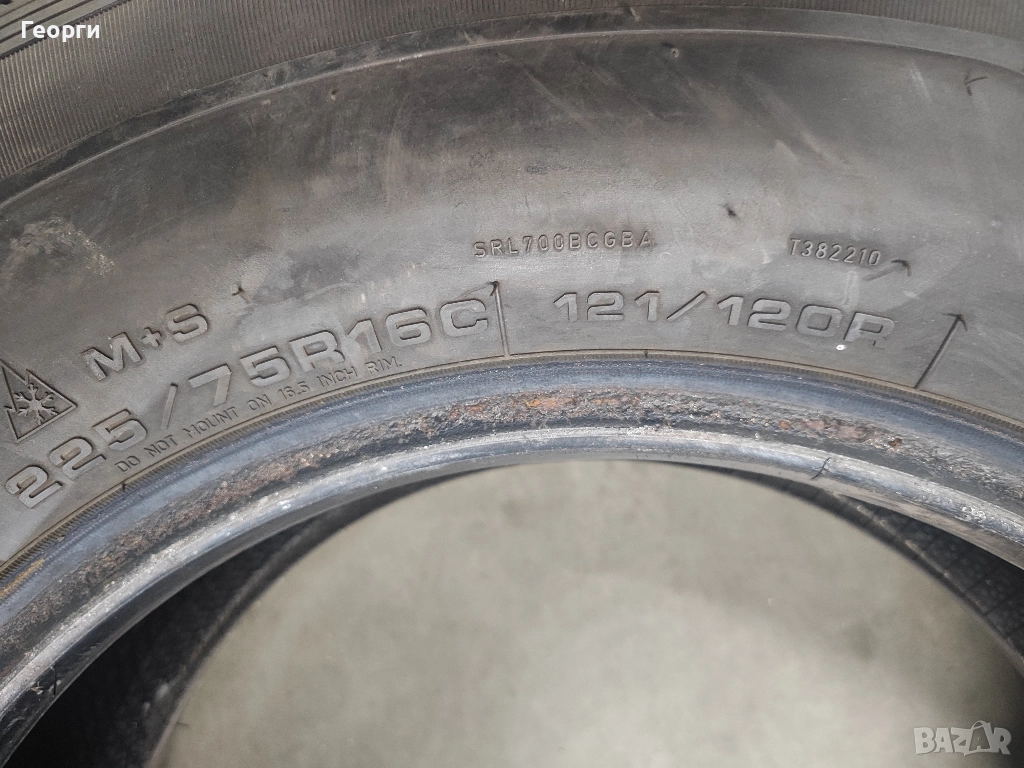 Георги
SRL700BCGBA
T382210
M+S
225/75R16C
121/120R
DO NOT MOUNT ON 16.5 INCH RIM.
BAZAR